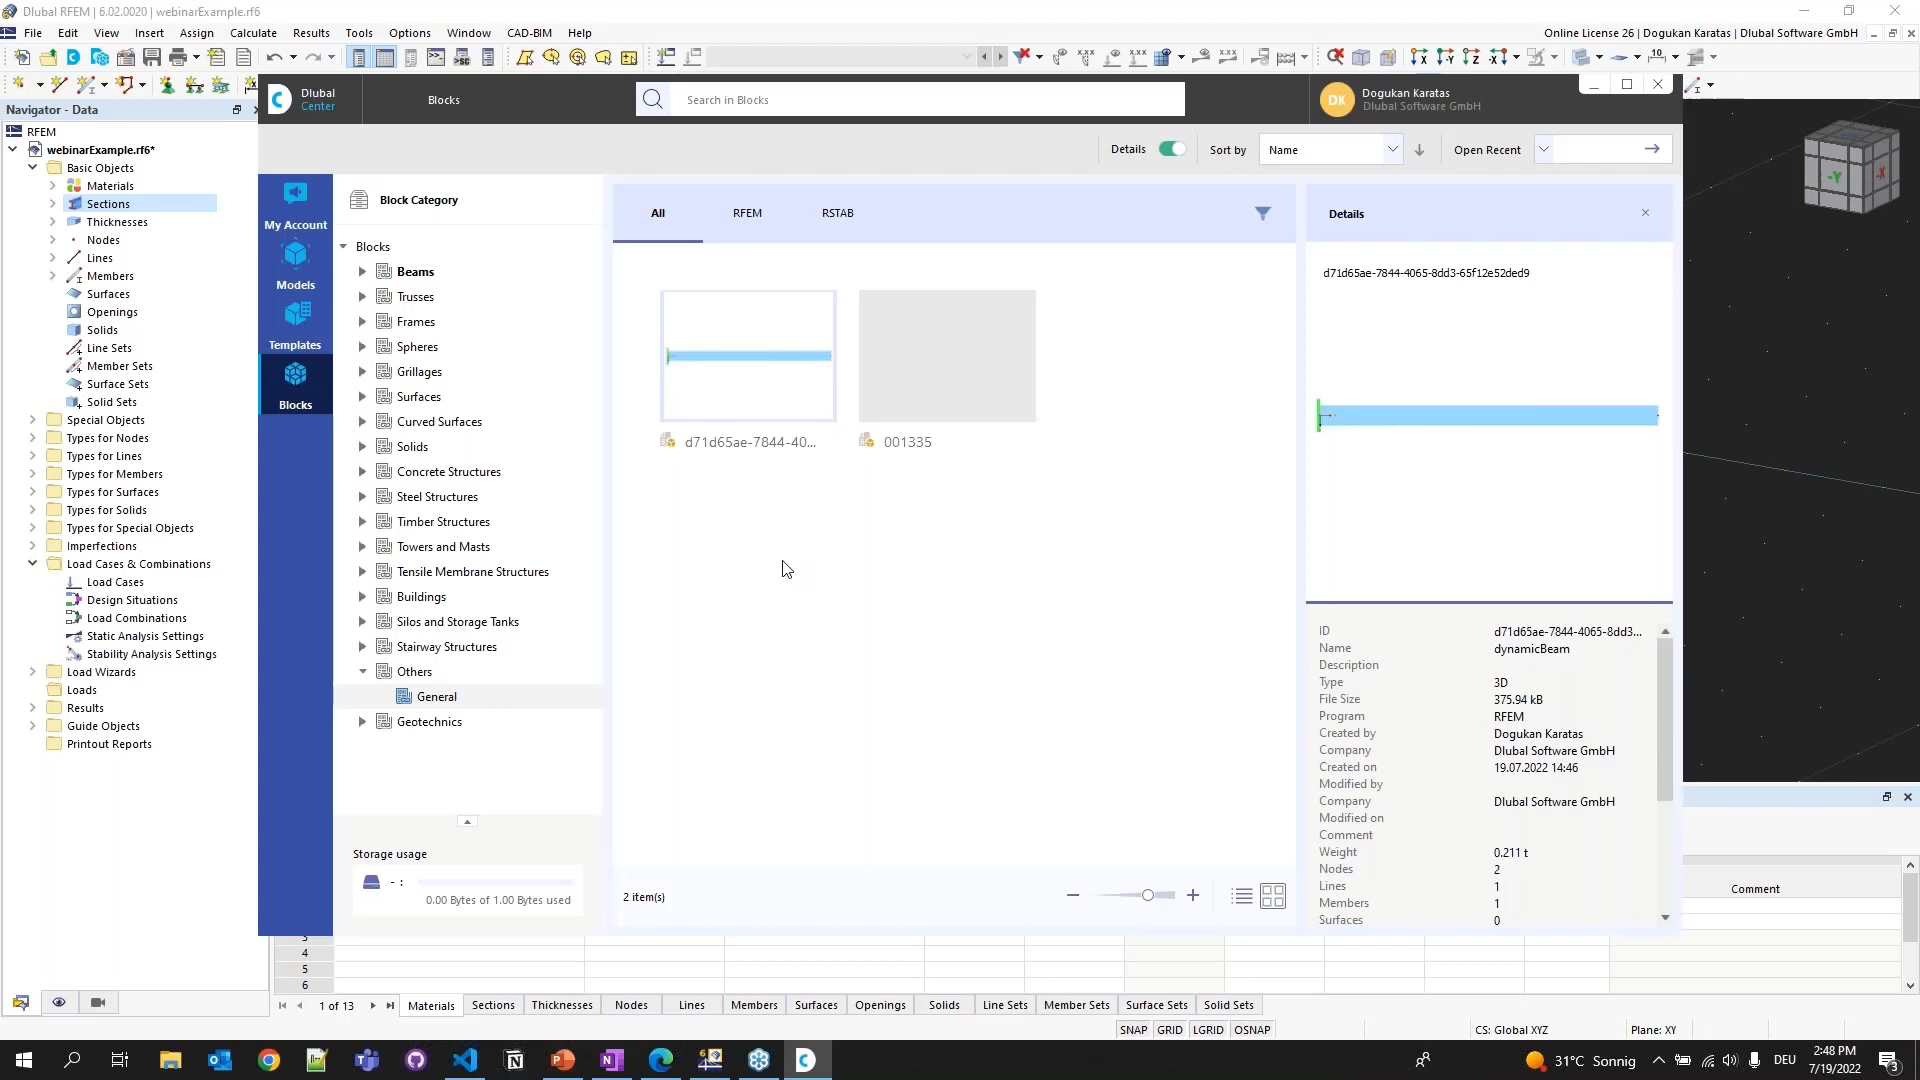 Dlubal RFEM | 6.02.0020 | webinarExample.rf6
File Edit View Insert Assign Calculate Results Tools Options Window CAD-BIM Help
Online License 26 | Dogukan Karatas | Dlubal Software GmbH
Navigator - Data
RFEM
webinarExample.rf6*
Basic Objects
Materials
Sections
Thicknesses
Nodes
Lines
Members
Surfaces
Openings
Solids
Line Sets
Member Sets
Surface Sets
Solid Sets
Special Objects
Types for Nodes
Types for Lines
Types for Members
Types for Surfaces
Types for Solids
Types for Special Objects
Imperfections
Load Cases & Combinations
Load Cases
Design Situations
Load Combinations
Static Analysis Settings
Stability Analysis Settings
Load Wizards
Loads
Results
Guide Objects
Printout Reports
Dlubal
Center
Blocks
Search in Blocks
DK
Dogukan Karatas
Dlubal Software GmbH
Details
Sort by
Name
Open Recent
My Account
Models
Templates
Blocks
Block Category
Blocks
Beams
Trusses
Frames
Spheres
Grillages
Surfaces
Curved Surfaces
Solids
Concrete Structures
Steel Structures
Timber Structures
Towers and Masts
Tensile Membrane Structures
Buildings
Silos and Storage Tanks
Stairway Structures
Others
General
Geotechnics
Storage usage
- :
0.00 Bytes of 1.00 Bytes used
All RFEM RSTAB
d71d65ae-7844-40...
001335
2 item(s)
Details
d71d65ae-7844-4065-8dd3-65f12e52ded9
ID d71d65ae-7844-4065-8dd3...
Name dynamicBeam
Description
Type 3D
File Size 375.94 kB
Program RFEM
Created by Dogukan Karatas
Company Dlubal Software GmbH
Created on 19.07.2022 14:46
Modified by
Company Dlubal Software GmbH
Modified on
Comment
Weight 0.211 t
Nodes 2
Lines 1
Members 1
Surfaces 0
-Y
-X
Comment
3
4
5
6
1 of 13
Materials Sections Thicknesses Nodes Lines Members Surfaces Openings Solids Line Sets Member Sets Surface Sets Solid Sets
SNAP GRID LGRID OSNAP
CS: Global XYZ
Plane: XY
31°C Sonnig
DEU
2:48 PM
7/19/2022
3